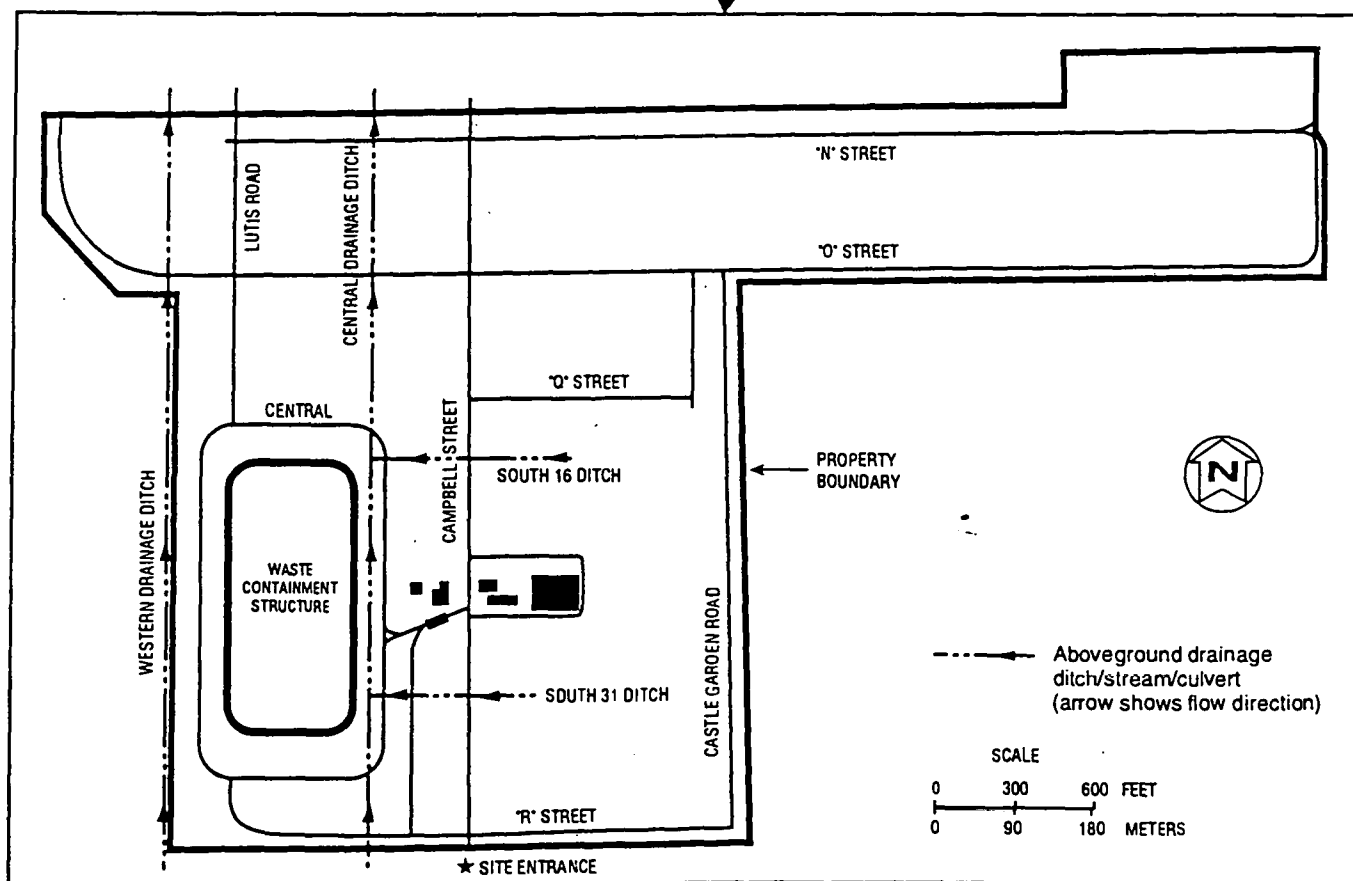 "N" STREET
LUTIS ROAD
CENTRAL DRAINAGE DITCH
"O" STREET
"Q" STREET
CENTRAL
CAMPBELL STREET
SOUTH 16 DITCH
PROPERTY
BOUNDARY
N
WESTERN DRAINAGE DITCH
WASTE
CONTAINMENT
STRUCTURE
CASTLE GARDEN ROAD
Aboveground drainage
ditch/stream/culvert
(arrow shows flow direction)
SOUTH 31 DITCH
SCALE
0 300 600 FEET
0 90 180 METERS
"R" STREET
★ SITE ENTRANCE